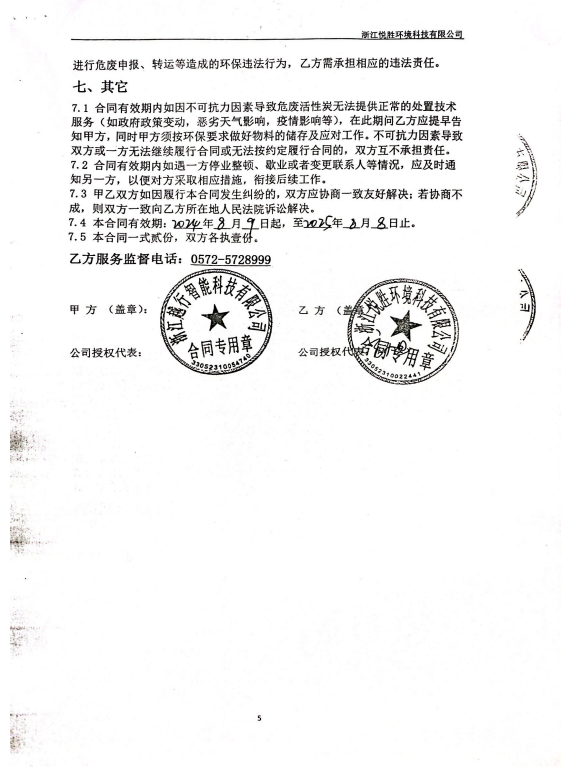 浙江悦胜环境科技有限公司
进行危废申报、转运等造成的环保违法行为，乙方需承担相应的违法责任。
七、其它
7.1 合同有效期内如因不可抗力因素导致危废活性炭无法提供正常的处置技术
服务（如政府政策变动，恶劣天气影响，疫情影响等），在此期问乙方应提早告
知甲方，同时甲方须按环保要求做好物料的储存及应对工作。不可抗力因素导致
双方或一方无法继续履行合同或无法按约定履行合同的，双方互不承担责任。
7.2 合同有效期内如遇一方停业整顿、歇业或者变更联系人等情况，应及时通
知另一方，以便对方采取相应措施，衔接后续工作。
7.3 甲乙双方如因履行本合同发生纠纷的，双方应协商一致友好解决；若协商不
成，则双方一致向乙方所在地人民法院诉讼解决。
7.4 本合同有效期：2024年 8 月 9 日起，至2025年 8 月 8 日止。
7.5 本合同一式贰份，双方各执壹份。
乙方服务监督电话：0572-5728999
甲 方 （盖章）： 乙 方 （盖章
浙江越行智能科技有限公司
合同专用章
33052310084740
浙江悦胜环境科技有限公司
合同专用章
33052310022441
公司授权代表： 公司授权代表
5